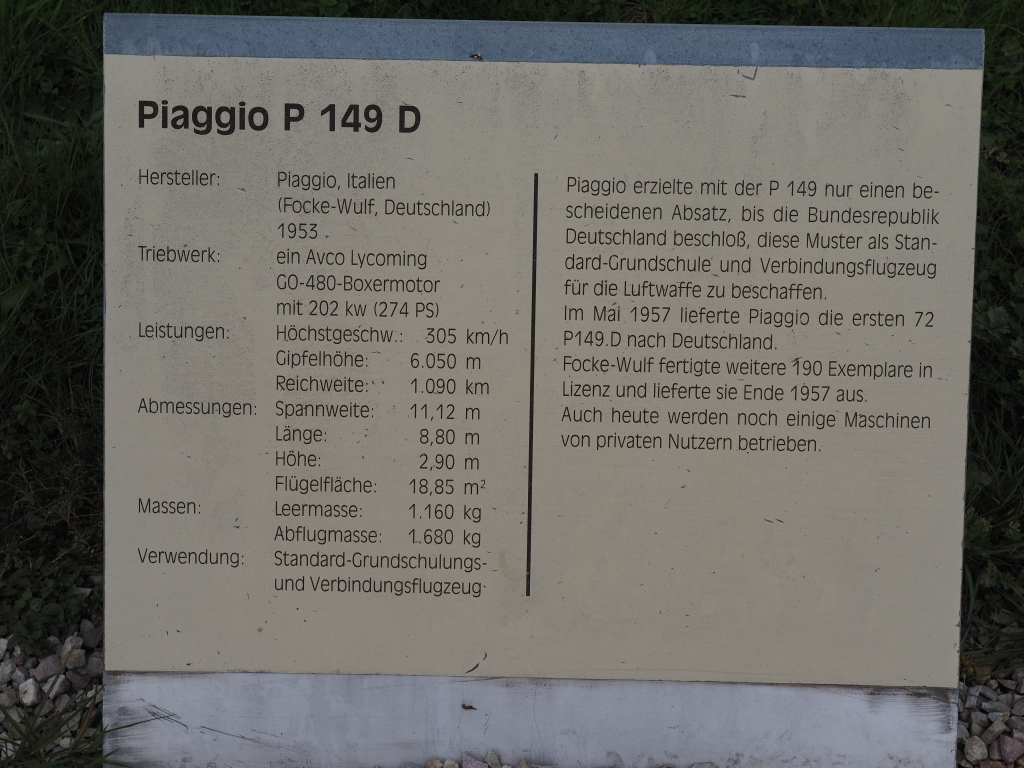 Piaggio P 149 D
Hersteller: Piaggio, Italien
(Focke-Wulf, Deutschland)
1953
Triebwerk: ein Avco Lycoming
GO-480-Boxermotor
mit 202 kw (274 PS)
Leistungen: Höchstgeschw.: 305 km/h
Gipfelhöhe: 6.050 m
Reichweite: 1.090 km
Abmessungen: Spannweite: 11,12 m
Länge: 8,80 m
Höhe: 2,90 m
Flügelfläche: 18,85 m²
Massen: Leermasse: 1.160 kg
Abflugmasse: 1.680 kg
Verwendung: Standard-Grundschulungs-
und Verbindungsflugzeug
Piaggio erzielte mit der P 149 nur einen be-
scheidenen Absatz, bis die Bundesrepublik
Deutschland beschloß, diese Muster als Stan-
dard-Grundschule und Verbindungsflugzeug
für die Luftwaffe zu beschaffen.
Im Mai 1957 lieferte Piaggio die ersten 72
P149.D nach Deutschland.
Focke-Wulf fertigte weitere 190 Exemplare in
Lizenz und lieferte sie Ende 1957 aus.
Auch heute werden noch einige Maschinen
von privaten Nutzern betrieben.